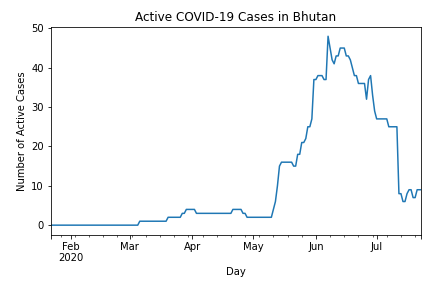 Active COVID-19 Cases in Bhutan
50
40
30
20
10
0
Number of Active Cases
Feb Mar Apr May Jun Jul
2020
Day